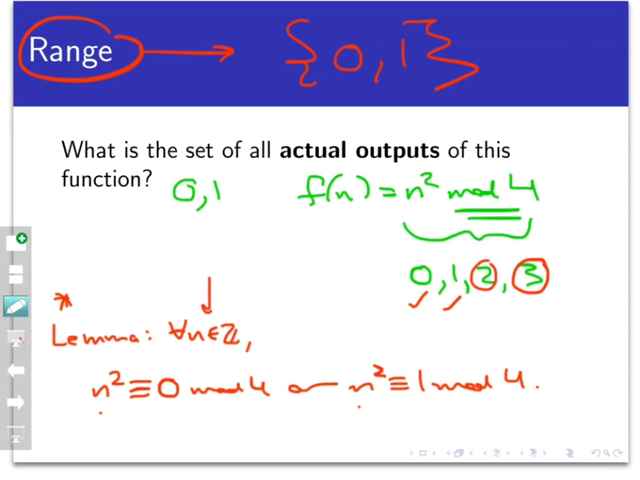 Range → {0, 1}
What is the set of all actual outputs of this
function? 0, 1 f(n) = n² mod 4
0, 1, 2, 3
*
Lemma: ∀n∈ℤ,
n² ≡ 0 mod 4 or n² ≡ 1 mod 4.